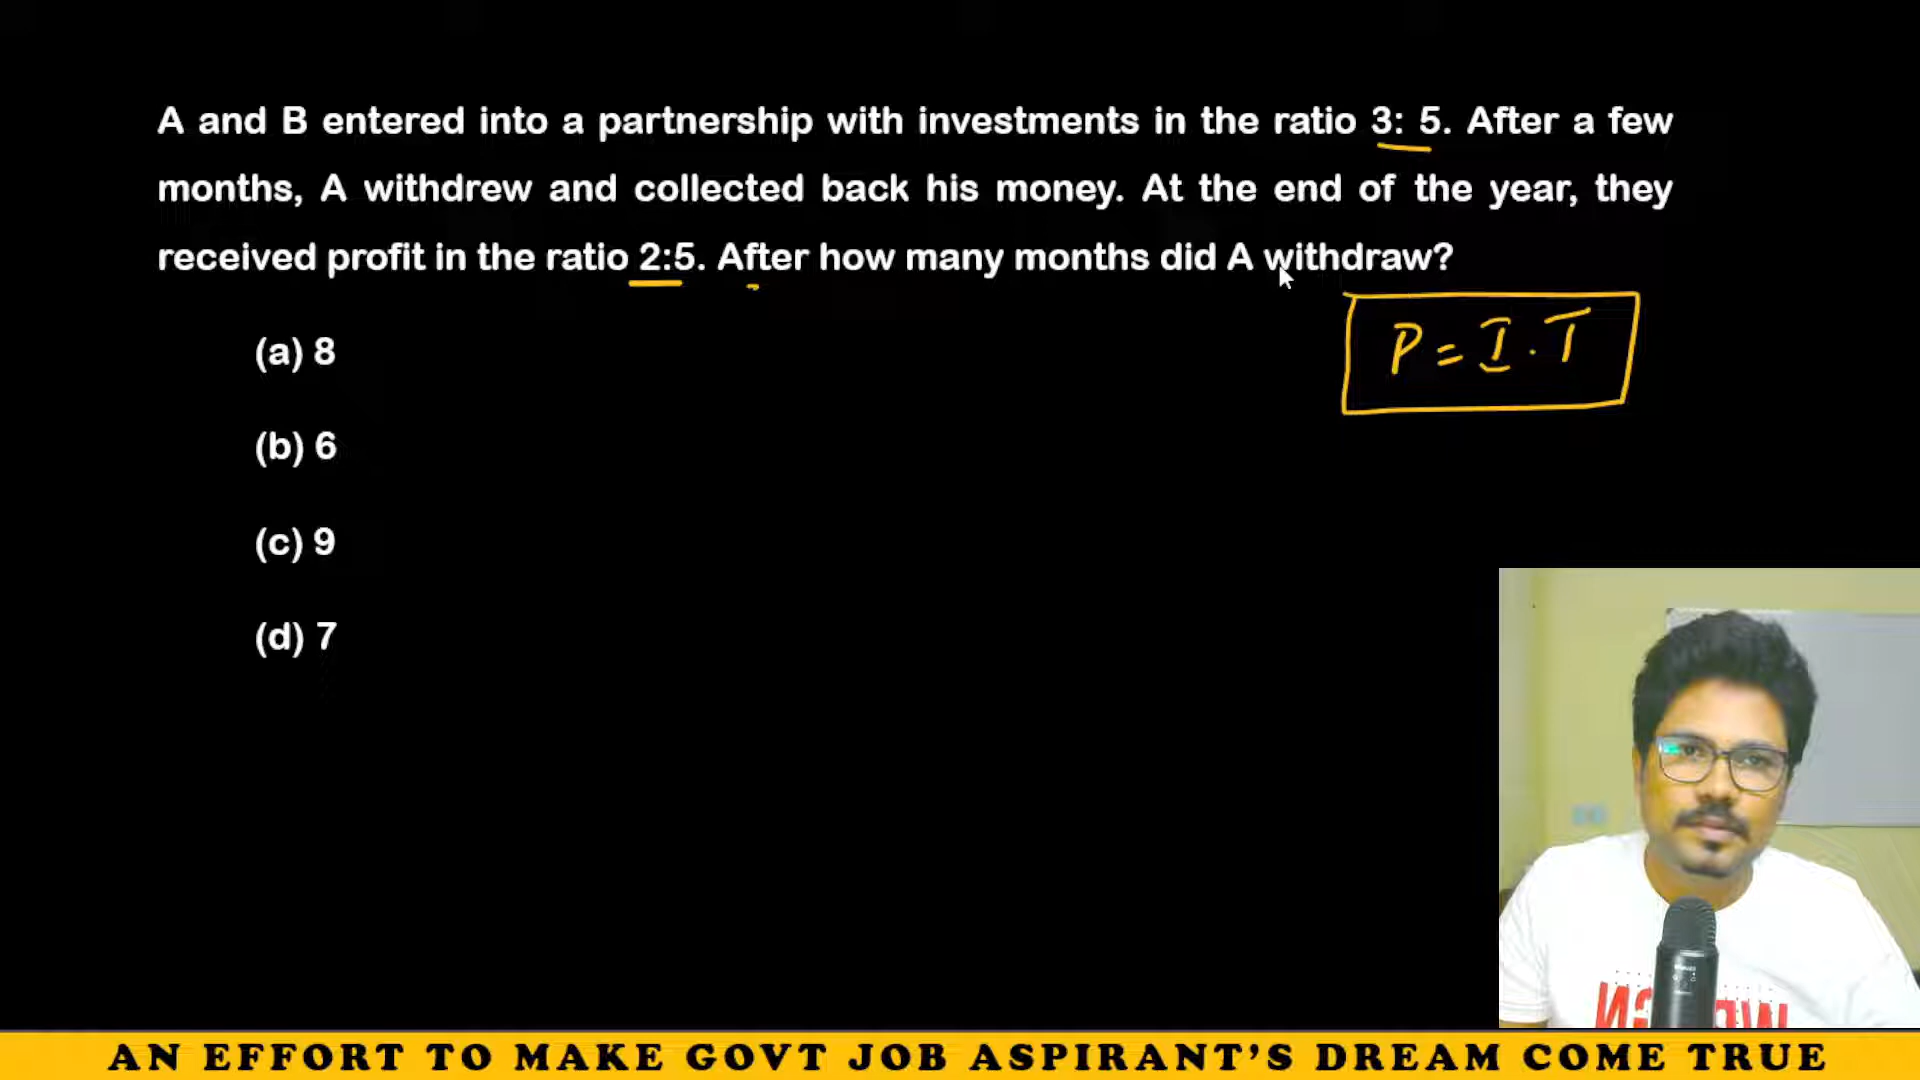 A and B entered into a partnership with investments in the ratio 3: 5. After a few
months, A withdrew and collected back his money. At the end of the year, they
received profit in the ratio 2:5. After how many months did A withdraw?
P = I . T
(a) 8
(b) 6
(c) 9
(d) 7
AN EFFORT TO MAKE GOVT JOB ASPIRANT'S DREAM COME TRUE